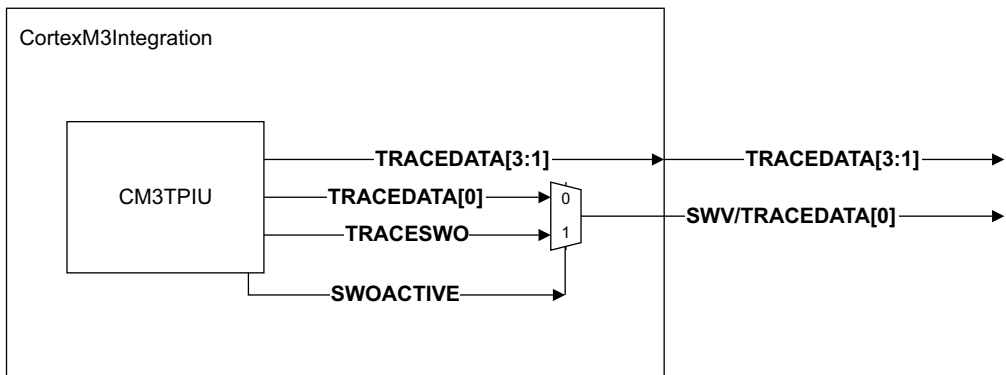 CortexM3Integration
CM3TPIU
TRACEDATA[3:1]
TRACEDATA[3:1]
TRACEDATA[0]
0
TRACESWO
1
SWV/TRACEDATA[0]
SWOACTIVE